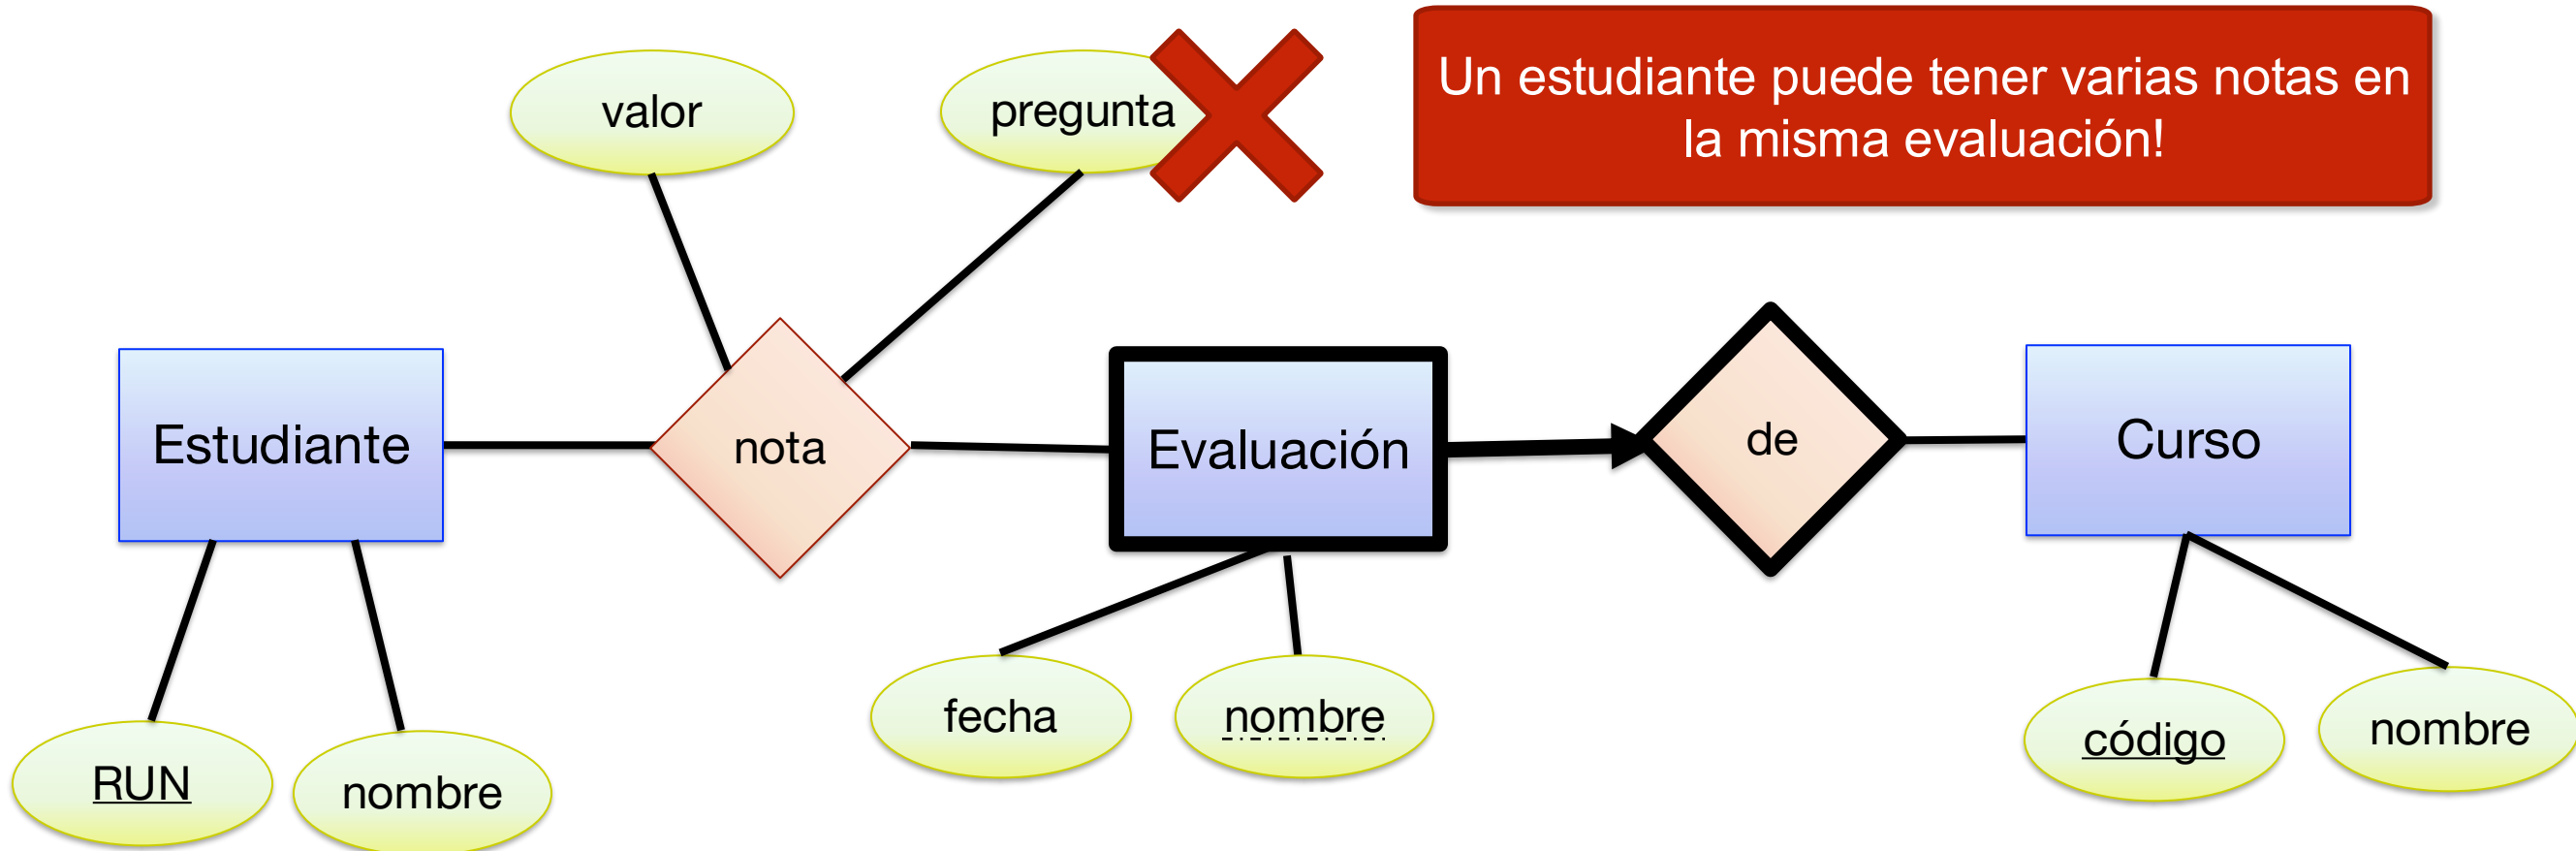 Un estudiante puede tener varias notas en
la misma evaluación!
valor
pregunta
Estudiante
nota
Evaluación
de
Curso
RUN
nombre
fecha
nombre
código
nombre